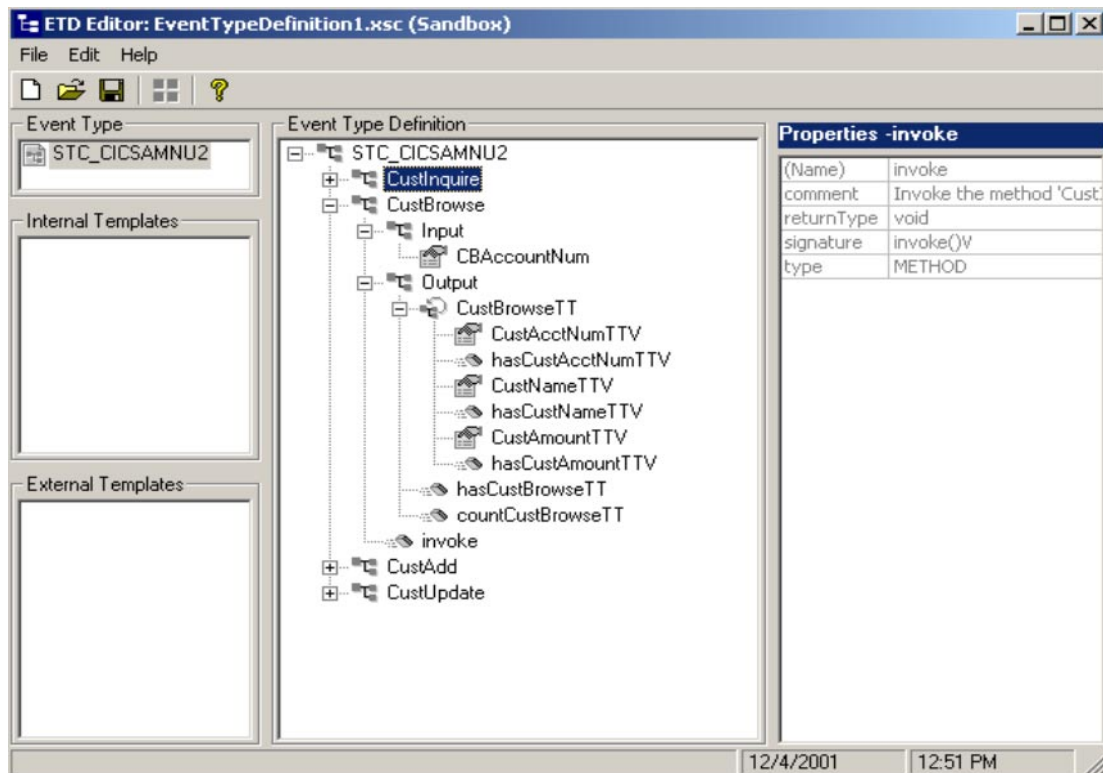 ETD Editor: EventTypeDefinition1.xsc (Sandbox)
File Edit Help
Event Type
STC_CICSAMNU2
Internal Templates
External Templates
Event Type Definition
STC_CICSAMNU2
CustInquire
CustBrowse
Input
CBAccountNum
Output
CustBrowseTT
CustAcctNumTTV
hasCustAcctNumTTV
CustNameTTV
hasCustNameTTV
CustAmountTTV
hasCustAmountTTV
hasCustBrowseTT
countCustBrowseTT
invoke
CustAdd
CustUpdate
Properties -invoke
(Name) invoke
comment Invoke the method 'Cust
returnType void
signature invoke()V
type METHOD
12/4/2001 12:51 PM